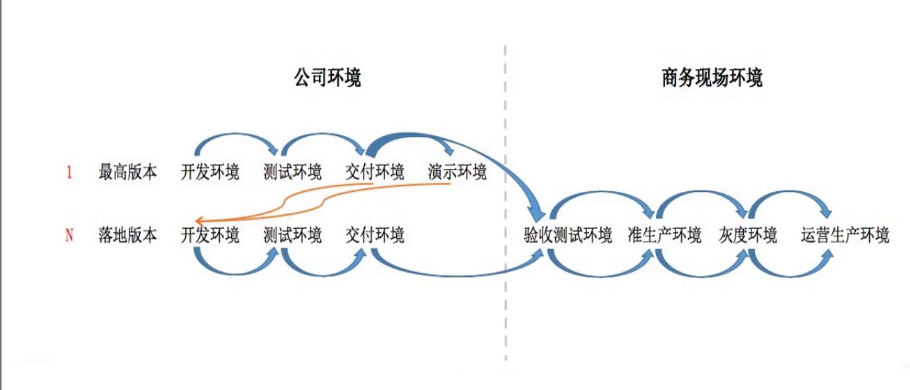 公司环境
商务现场环境
1 最高版本 开发环境 测试环境 交付环境 演示环境
N 落地版本 开发环境 测试环境 交付环境 验收测试环境 准生产环境 灰度环境 运营生产环境